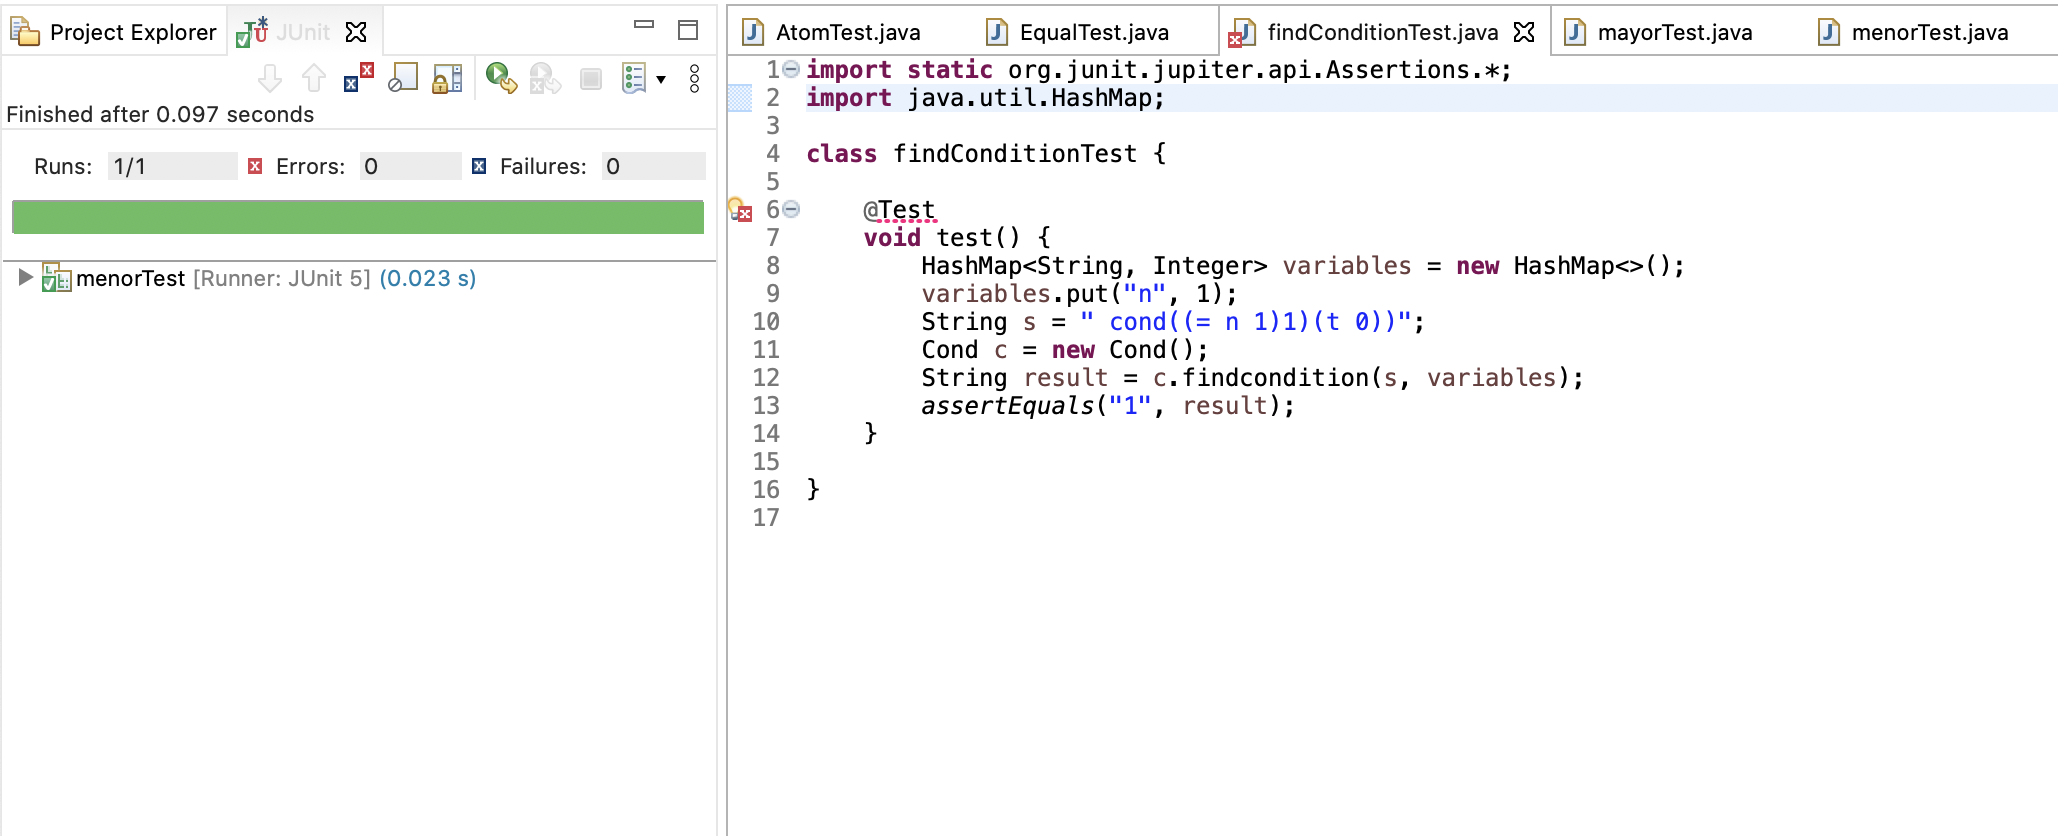 Project Explorer
JUnit
Finished after 0.097 seconds
Runs: 1/1 Errors: 0 Failures: 0
menorTest [Runner: JUnit 5] (0.023 s)
AtomTest.java EqualTest.java findConditionTest.java mayorTest.java menorTest.java
1 import static org.junit.jupiter.api.Assertions.*;
2 import java.util.HashMap;
3
4 class findConditionTest {
5
6 @Test
7 void test() {
8 HashMap<String, Integer> variables = new HashMap<>();
9 variables.put("n", 1);
10 String s = " cond((= n 1)1)(t 0))";
11 Cond c = new Cond();
12 String result = c.findcondition(s, variables);
13 assertEquals("1", result);
14 }
15
16 }
17